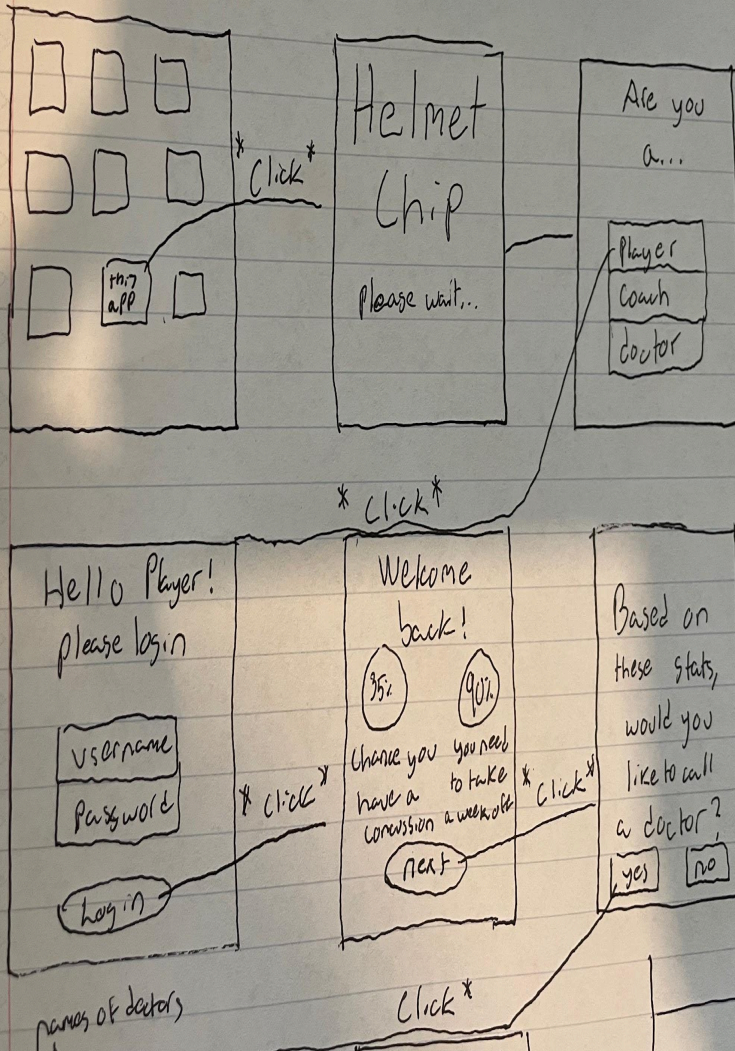 this
app
* Click *
Helmet
Chip
please wait...
Are you
a...
Player
Coach
doctor
* Click *
Hello Player!
please login
username
Password
Login
* Click *
Welcome
back!
35%
90%
chance you
have a
concussion
you need
to take
a week off
next
* Click *
Based on
these stats,
would you
like to call
a doctor?
yes
no
names of doctors
Click *